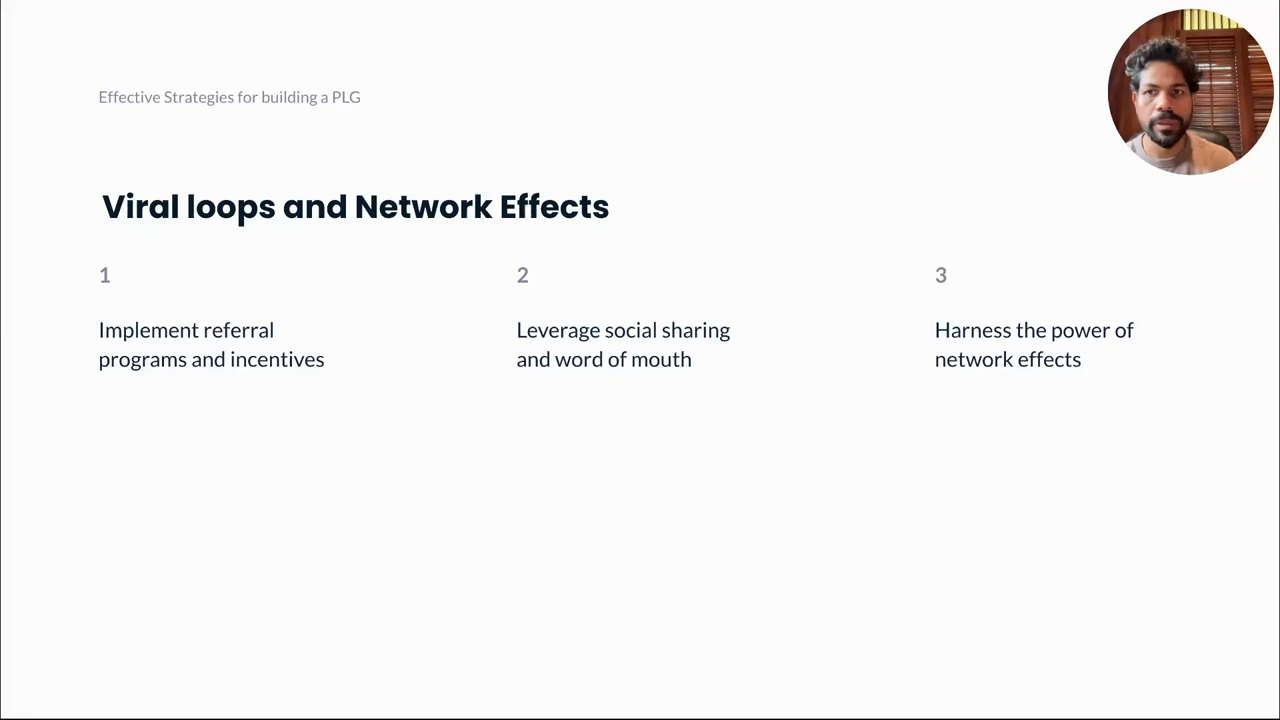 Effective Strategies for building a PLG
Viral loops and Network Effects
1
Implement referral
programs and incentives
2
Leverage social sharing
and word of mouth
3
Harness the power of
network effects